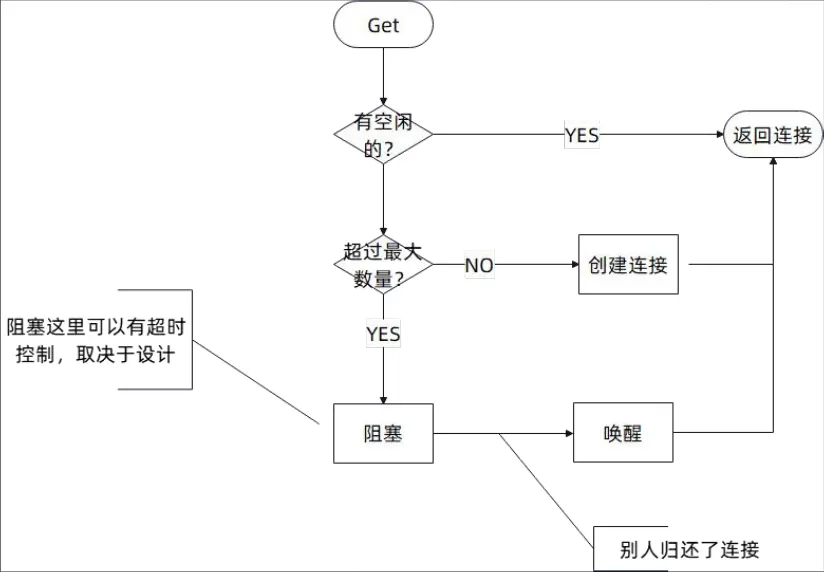 Get
有空闲
的?
YES
返回连接
超过最大
数量?
NO
创建连接
阻塞这里可以有超时
控制，取决于设计
YES
阻塞
唤醒
别人归还了连接